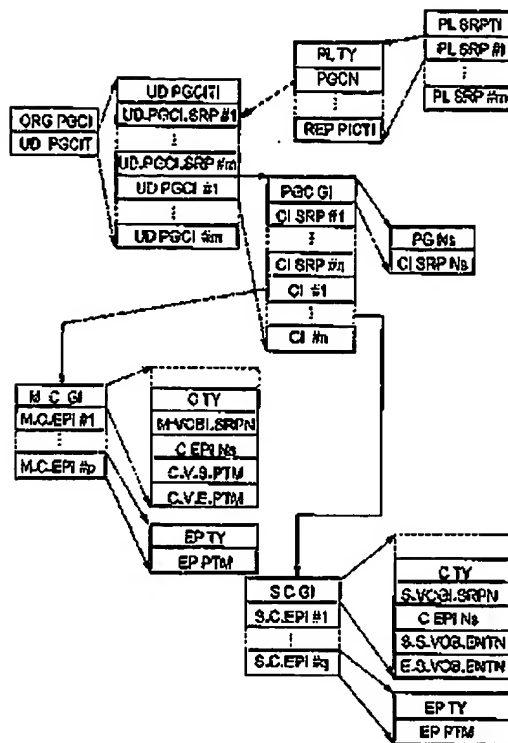 PL SRPTI
PL SRP #1
⋮
PL SRP #m
PL TY
PGCN
⋮
REP PICTI
UD PGCITI
UD.PGCI.SRP #1
⋮
UD.PGCI.SRP #m
UD PGCI #1
⋮
UD PGCI #m
ORG PGCI
UD PGCIT
PGC GI
CI SRP #1
⋮
CI SRP #n
CI #1
⋮
CI #n
PG Ns
CI SRP Ns
M C GI
M.C.EPI #1
⋮
M.C.EPI #p
C TY
M-VOBI.SRPN
C EPI Ns
C.V.S.PTM
C.V.E.PTM
EP TY
EP PTM
S C GI
S.C.EPI #1
⋮
S.C.EPI #q
C TY
S.VOGI.SRPN
C EPI Ns
S.S.VOB.ENTN
E.S.VOB.ENTN
EP TY
EP PTM